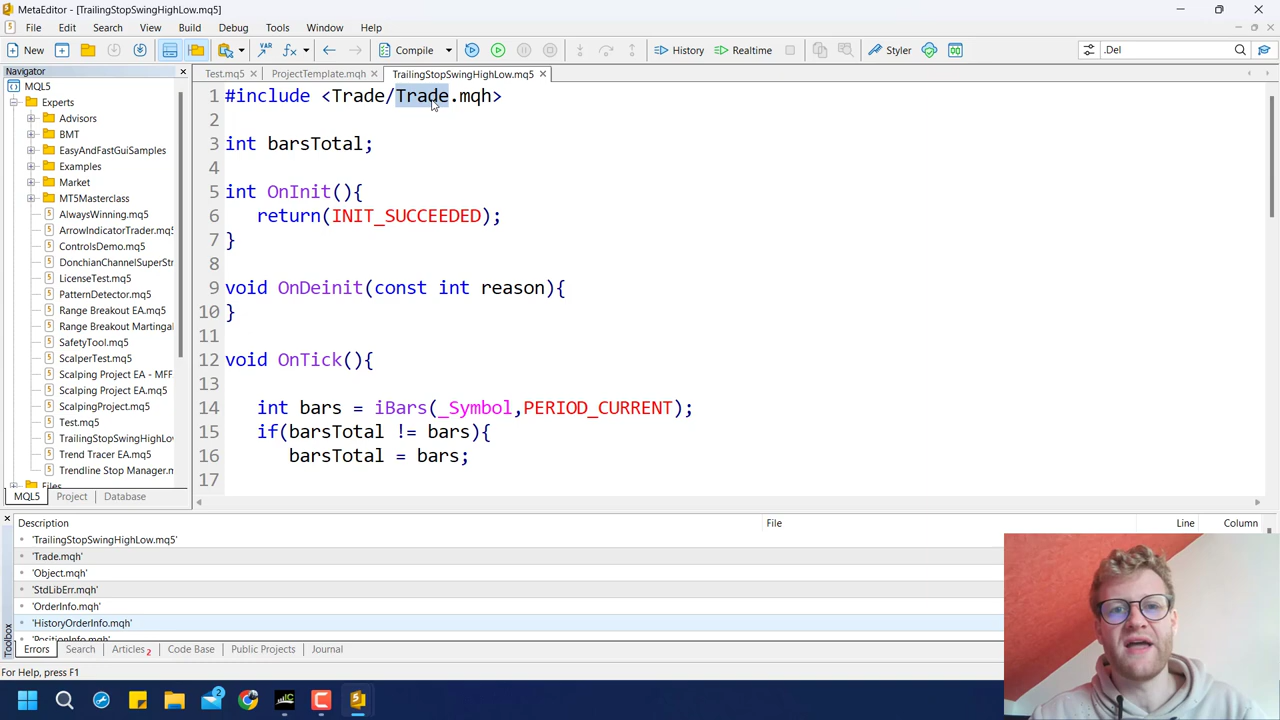 MetaEditor - [TrailingStopSwingHighLow.mq5]
File Edit Search View Build Debug Tools Window Help
New Compile History Realtime Styler .Del
Navigator
Test.mq5 ProjectTemplate.mqh TrailingStopSwingHighLow.mq5
MQL5
Experts
Advisors
BMT
EasyAndFastGuiSamples
Examples
Market
MT5Masterclass
AlwaysWinning.mq5
ArrowIndicatorTrader.mq5
ControlsDemo.mq5
DonchianChannelSuperStr
LicenseTest.mq5
PatternDetector.mq5
Range Breakout EA.mq5
Range Breakout Martingal
SafetyTool.mq5
ScalperTest.mq5
Scalping Project EA - MFF
Scalping Project EA.mq5
ScalpingProject.mq5
Test.mq5
TrailingStopSwingHighLow
Trend Tracer EA.mq5
Trendline Stop Manager.m
Files
MQL5 Project Database
1 #include <Trade/Trade.mqh>
2
3 int barsTotal;
4
5 int OnInit(){
6 return(INIT_SUCCEEDED);
7 }
8
9 void OnDeinit(const int reason){
10 }
11
12 void OnTick(){
13
14 int bars = iBars(_Symbol,PERIOD_CURRENT);
15 if(barsTotal != bars){
16 barsTotal = bars;
17
Description File Line Column
'TrailingStopSwingHighLow.mq5'
'Trade.mqh'
'Object.mqh'
'StdLibErr.mqh'
'OrderInfo.mqh'
'HistoryOrderInfo.mqh'
'PositionInfo.mqh'
Toolbox
Errors Search Articles 2 Code Base Public Projects Journal
For Help, press F1
2